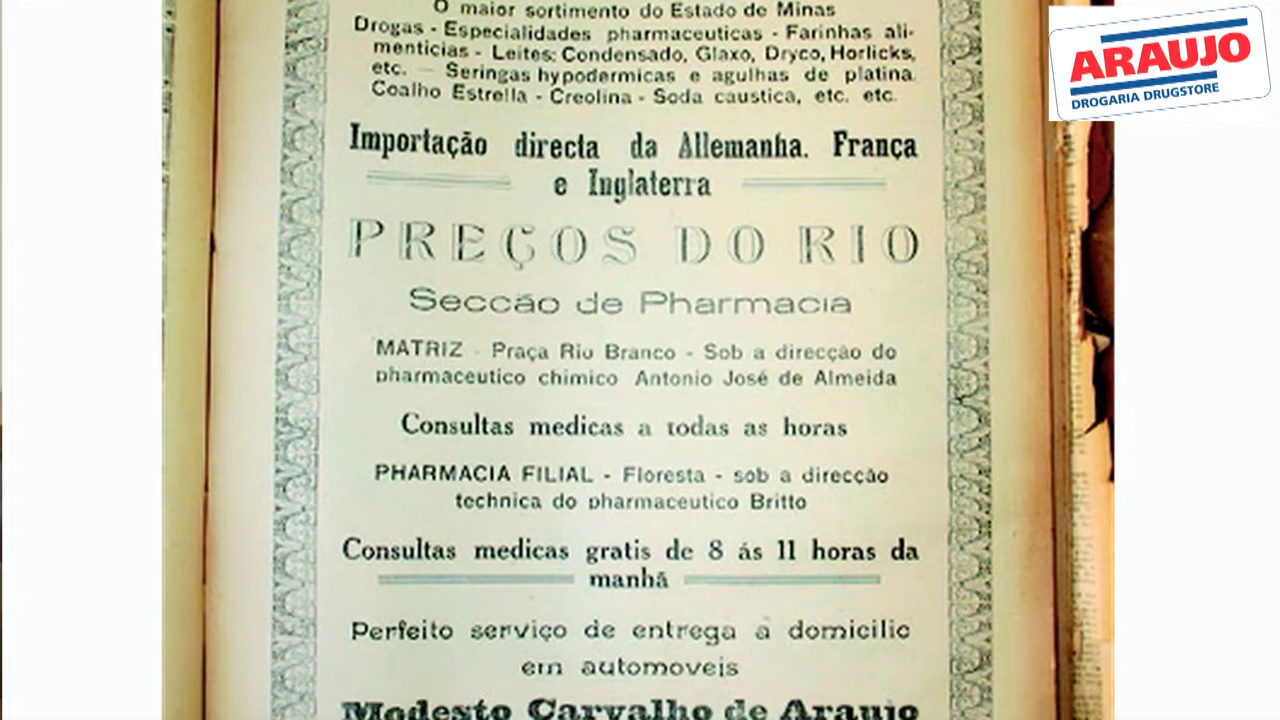 O maior sortimento do Estado de Minas
Drogas - Especialidades pharmaceuticas - Farinhas ali-
menticias - Leites: Condensado, Glaxo, Dryco, Horlicks,
etc. — Seringas hypodermicas e agulhas de platina
Coalho Estrella - Creolina - Soda caustica, etc. etc.
Importação directa da Allemanha. França
e Inglaterra
PREÇOS DO RIO
Secção de Pharmacia
MATRIZ - Praça Rio Branco - Sob a direcção do
pharmaceutico chimico Antonio José de Almeida
Consultas medicas a todas as horas
PHARMACIA FILIAL - Floresta - sob a direcção
technica do pharmaceutico Britto
Consultas medicas gratis de 8 ás 11 horas da
manhã
Perfeito serviço de entrega a domicilio
em automoveis
Modesto Carvalho de Araujo
ARAUJO
DROGARIA DRUGSTORE